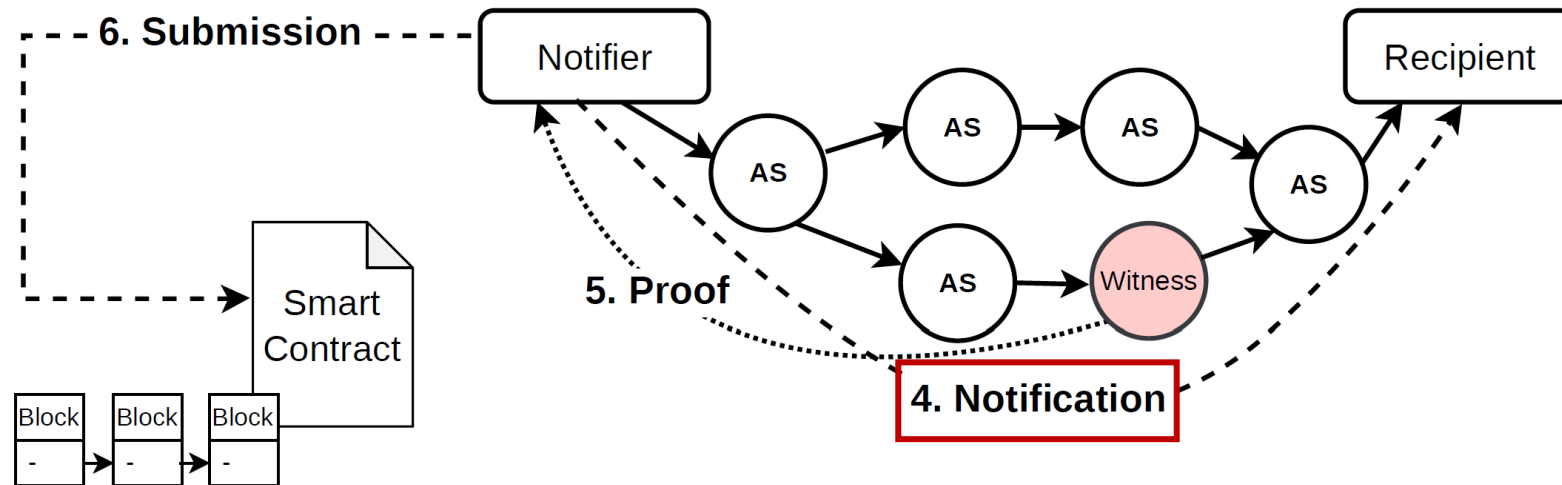 6. Submission
Notifier
Recipient
AS
AS
AS
AS
AS
Witness
5. Proof
4. Notification
Smart
Contract
Block
Block
Block
-
-
-